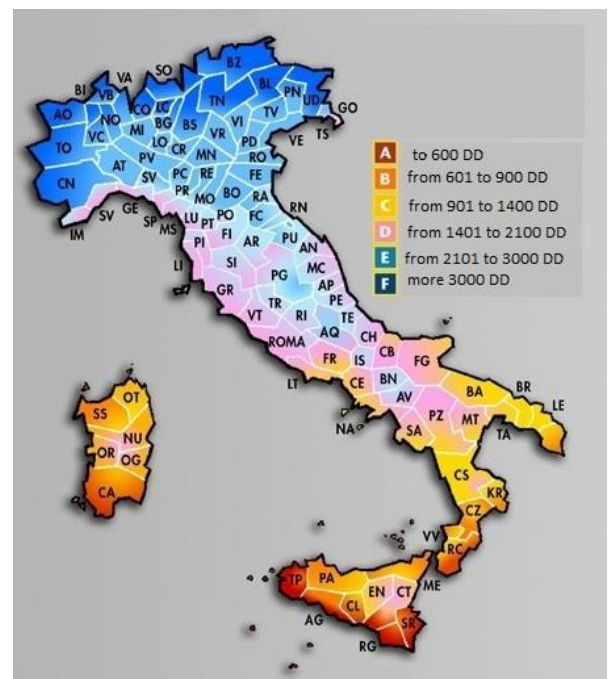 BZ
SO
VA
BI
VB
AO
NO
CO
LC
BG
TN
BL
PN
UD
GO
TS
VE
TV
VI
VR
BS
MI
LO
CR
MN
PD
RO
TO
VC
AT
PV
SV
PC
RE
FE
CN
PR
MO
BO
RA
RN
FC
IM
SV
GE
SP
MS
LU
PT
PO
FI
PI
AR
PU
AN
MC
LI
SI
PG
AP
PE
GR
TR
TE
VT
RI
AQ
CH
ROMA
IS
CB
FG
LT
FR
CE
BN
AV
BA
BR
LE
NA
SA
PZ
MT
TA
CS
KR
CZ
VV
RC
OT
SS
NU
OR
OG
CA
TP
PA
ME
EN
CT
CL
AG
SR
RG
A to 600 DD
B from 601 to 900 DD
C from 901 to 1400 DD
D from 1401 to 2100 DD
E from 2101 to 3000 DD
F more 3000 DD